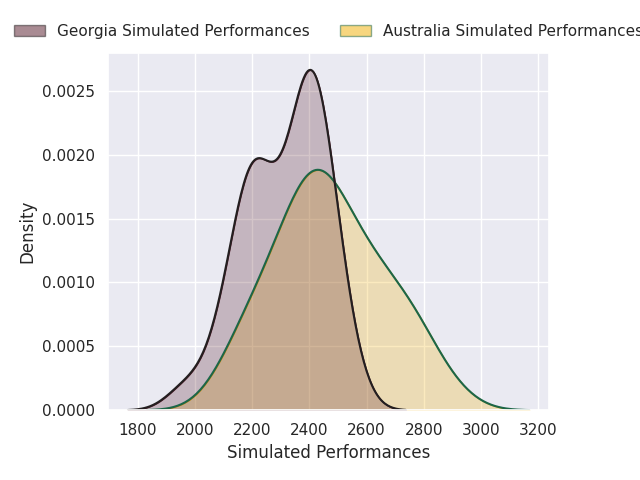 Georgia Simulated Performances Australia Simulated Performances
0.0025
0.0020
0.0015
0.0010
0.0005
0.0000
Density
1800 2000 2200 2400 2600 2800 3000 3200
Simulated Performances